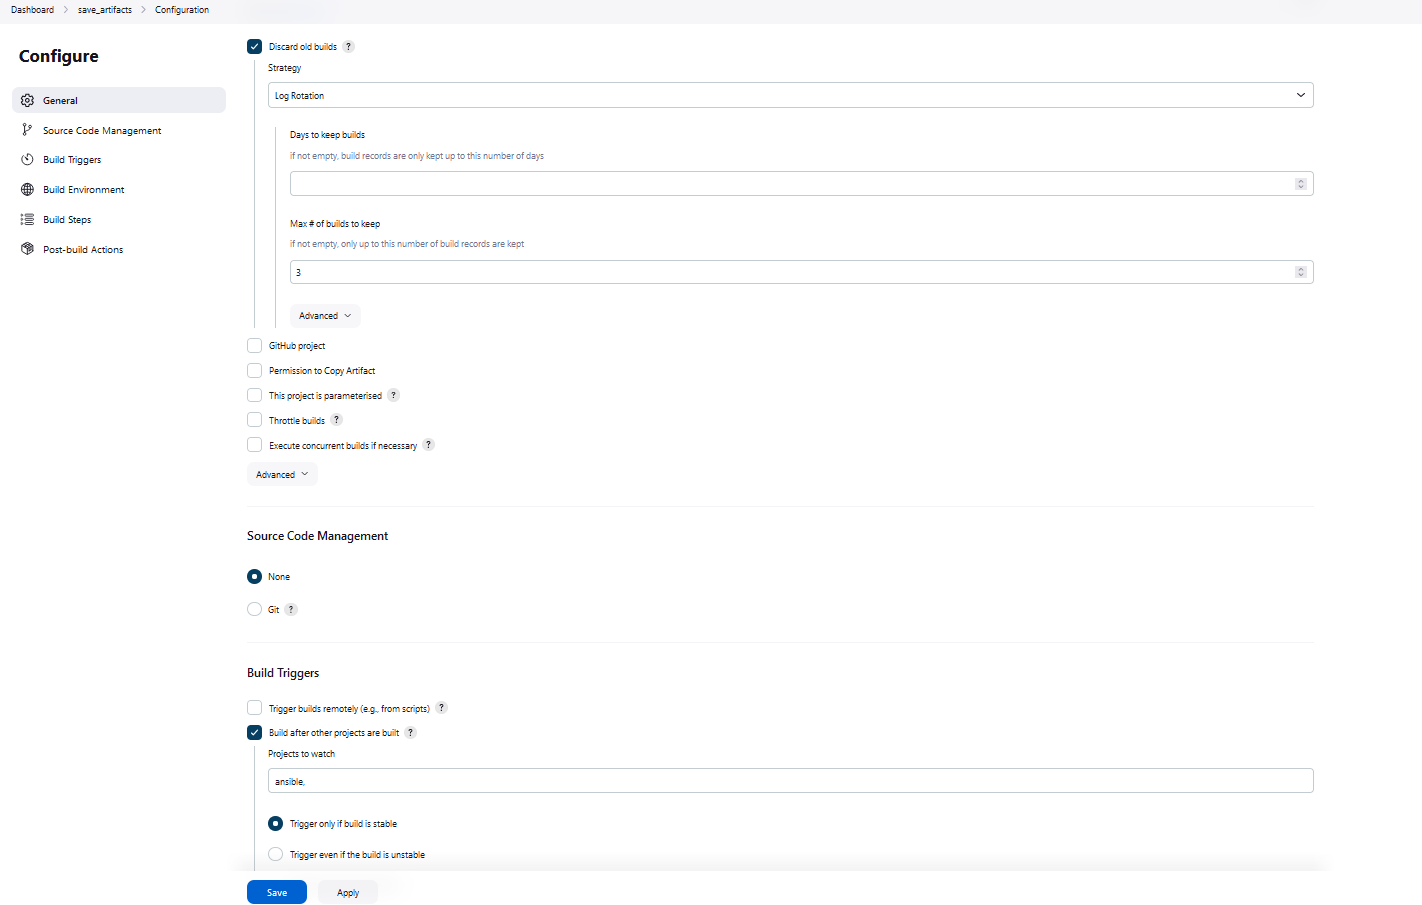 Dashboard > save_artifacts > Configuration
Configure
General
Source Code Management
Build Triggers
Build Environment
Build Steps
Post-build Actions
Discard old builds ?
Strategy
Log Rotation
Days to keep builds
if not empty, build records are only kept up to this number of days
Max # of builds to keep
if not empty, only up to this number of build records are kept
3
Advanced
GitHub project
Permission to Copy Artifact
This project is parameterised ?
Throttle builds ?
Execute concurrent builds if necessary ?
Advanced
Source Code Management
None
Git ?
Build Triggers
Trigger builds remotely (e.g., from scripts) ?
Build after other projects are built ?
Projects to watch
ansible,
Trigger only if build is stable
Trigger even if the build is unstable
Save Apply